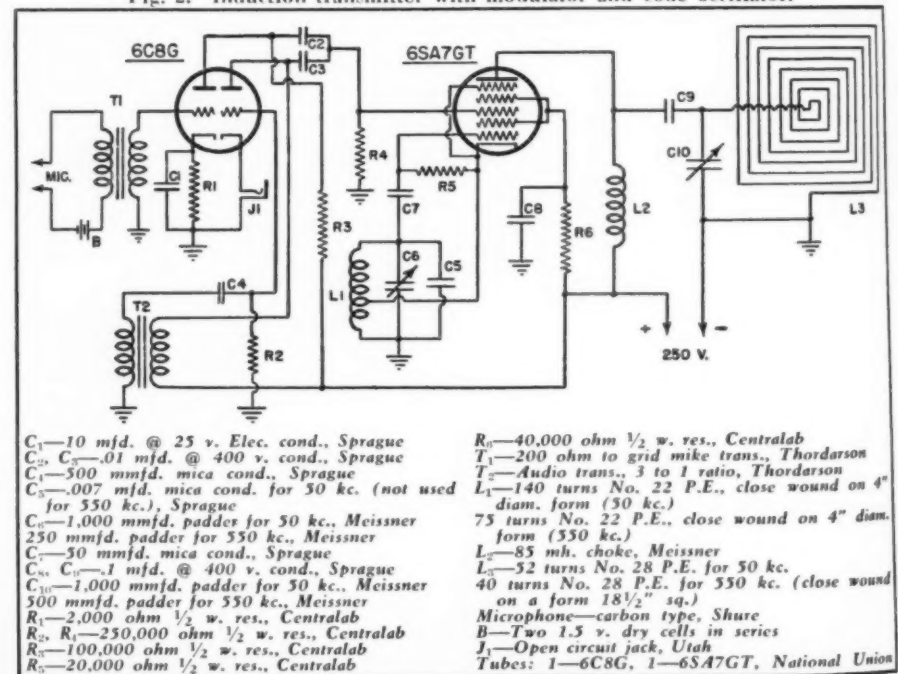 Fig. 2. Induction transmitter with modulator and code oscillator.
6C8G
C2
C3
6SA7GT
T1
MIC.
B
C1
R1
J1
R4
R5
C7
R3
C6
C5
L1
C8
R6
L2
C9
C10
L3
C4
T2
R2
+
-
250 V.
C₁—10 mfd. @ 25 v. Elec. cond., Sprague
C₂, C₃—.01 mfd. @ 400 v. cond., Sprague
C₄—500 mmfd. mica cond., Sprague
C₅—.007 mfd. mica cond. for 50 kc. (not used
for 550 kc.), Sprague
C₆—1,000 mmfd. padder for 50 kc., Meissner
250 mmfd. padder for 550 kc., Meissner
C₇—50 mmfd. mica cond., Sprague
C₈, C₉—.1 mfd. @ 400 v. cond., Sprague
C₁₀—1,000 mmfd. padder for 50 kc., Meissner
500 mmfd. padder for 550 kc., Meissner
R₁—2,000 ohm ½ w. res., Centralab
R₂, R₄—250,000 ohm ½ w. res., Centralab
R₃—100,000 ohm ½ w. res., Centralab
R₅—20,000 ohm ½ w. res., Centralab
R₆—40,000 ohm ½ w. res., Centralab
T₁—200 ohm to grid mike trans., Thordarson
T₂—Audio trans., 3 to 1 ratio, Thordarson
L₁—140 turns No. 22 P.E., close wound on 4"
diam. form (50 kc.)
75 turns No. 22 P.E., close wound on 4" diam.
form (550 kc.)
L₂—85 mh. choke, Meissner
L₃—52 turns No. 28 P.E. for 50 kc.
40 turns No. 28 P.E. for 550 kc. (close wound
on a form 18½" sq.)
Microphone—carbon type, Shure
B—Two 1.5 v. dry cells in series
J₁—Open circuit jack, Utah
Tubes: 1—6C8G, 1—6SA7GT, National Union